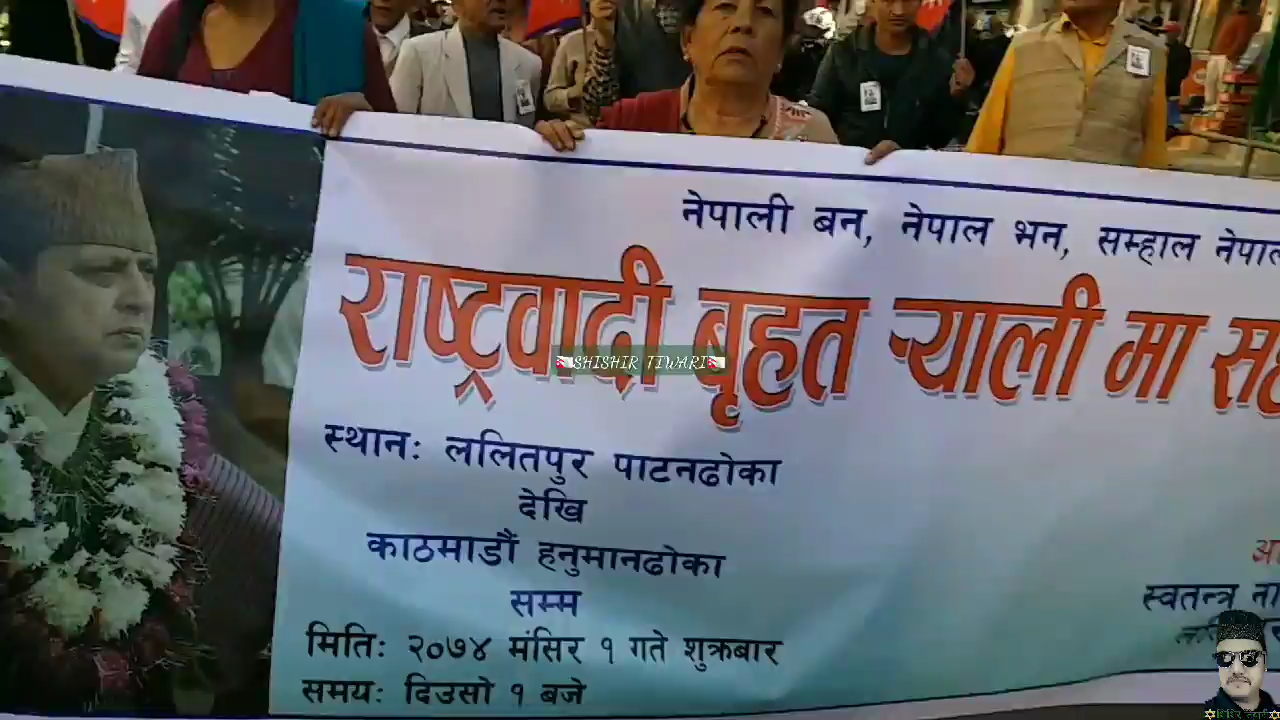 नेपाली बन, नेपाल भन, सम्हाल
राष्ट्रवादी बृहत र्‍याली मा
SHISHIR TIWARI
स्थानः ललितपुर पाटनढोका
देखि
काठमाडौं हनुमानढोका
सम्म
मितिः २०७४ मंसिर १ गते शुक्रबार
समयः दिउसो १ बजे
स्वतन्त्र